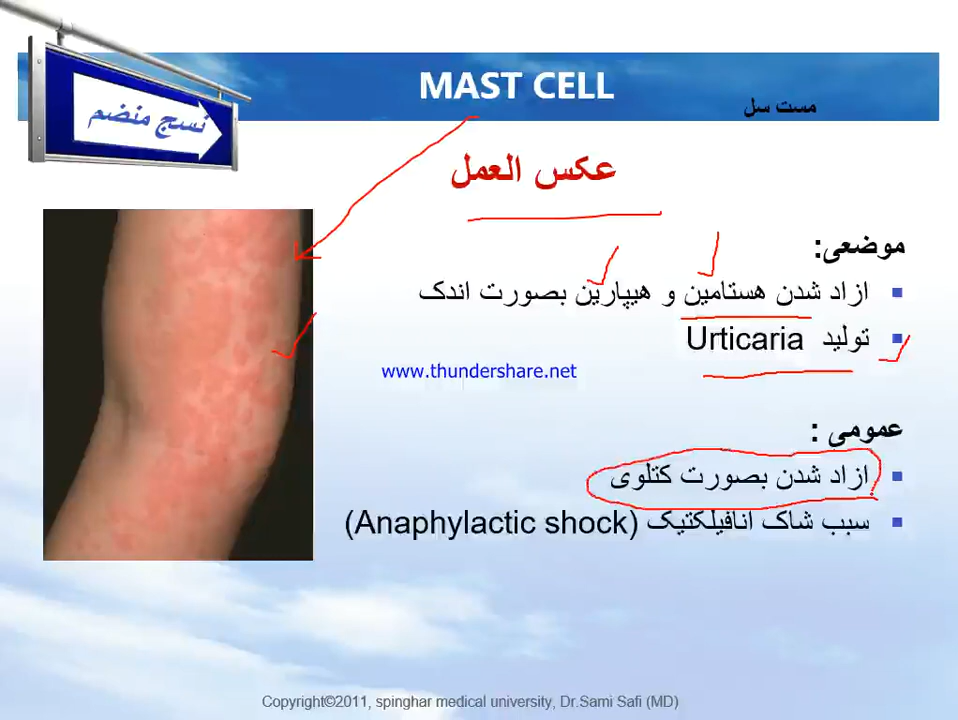 MAST CELL
مست سل
نسج منضم
عکس العمل
موضعی:
ازاد شدن هستامین و هیپارین بصورت اندک
تولید Urticaria
www.thundershare.net
عمومی :
ازاد شدن بصورت کتلوی
سبب شاک انافیلکتیک (Anaphylactic shock)
Copyright©2011, spinghar medical university, Dr.Sami Safi (MD)